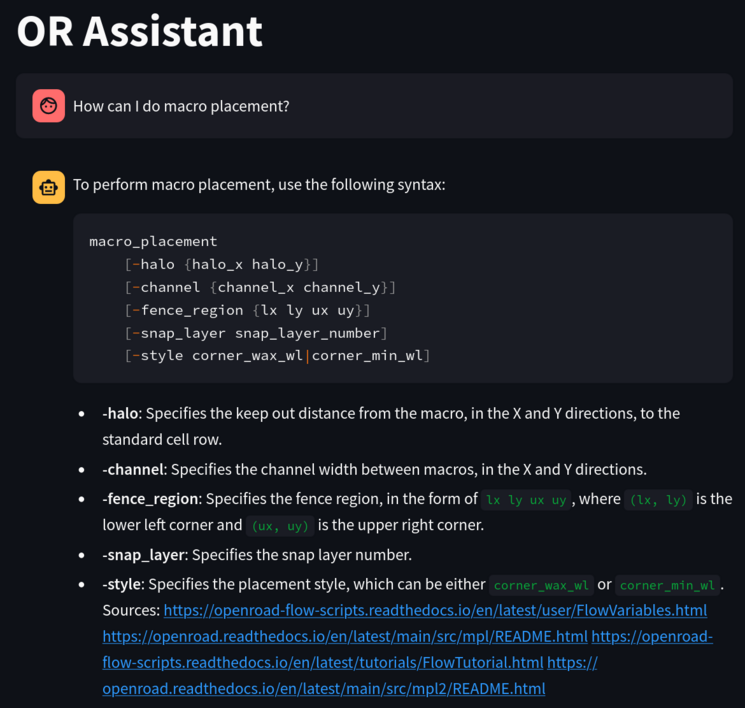 OR Assistant
How can I do macro placement?
To perform macro placement, use the following syntax:
macro_placement
[-halo {halo_x halo_y}]
[-channel {channel_x channel_y}]
[-fence_region {lx ly ux uy}]
[-snap_layer snap_layer_number]
[-style corner_wax_wl|corner_min_wl]
• -halo: Specifies the keep out distance from the macro, in the X and Y directions, to the
standard cell row.
• -channel: Specifies the channel width between macros, in the X and Y directions.
• -fence_region: Specifies the fence region, in the form of lx ly ux uy, where (lx, ly) is the
lower left corner and (ux, uy) is the upper right corner.
• -snap_layer: Specifies the snap layer number.
• -style: Specifies the placement style, which can be either corner_wax_wl or corner_min_wl.
Sources: https://openroad-flow-scripts.readthedocs.io/en/latest/user/FlowVariables.html
https://openroad.readthedocs.io/en/latest/main/src/mpl/README.html https://openroad-
flow-scripts.readthedocs.io/en/latest/tutorials/FlowTutorial.html https://
openroad.readthedocs.io/en/latest/main/src/mpl2/README.html